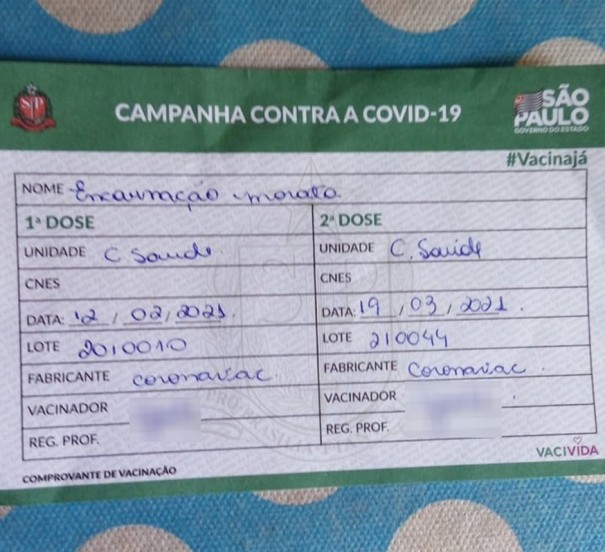 SP
SÃO
PAULO
GOVERNO DO ESTADO
CAMPANHA CONTRA A COVID-19
#Vacinajá
NOME Encarnação morato
1ª DOSE
2ª DOSE
UNIDADE C Saude
UNIDADE C. Saúde
CNES
CNES
DATA: 12 / 02 / 2021
DATA: 19 / 03 / 2021.
LOTE 2010010
LOTE 210044
FABRICANTE coronavac.
FABRICANTE Coronavac.
VACINADOR
VACINADOR
REG. PROF.
REG. PROF.
COMPROVANTE DE VACINAÇÃO
VACIVIDA